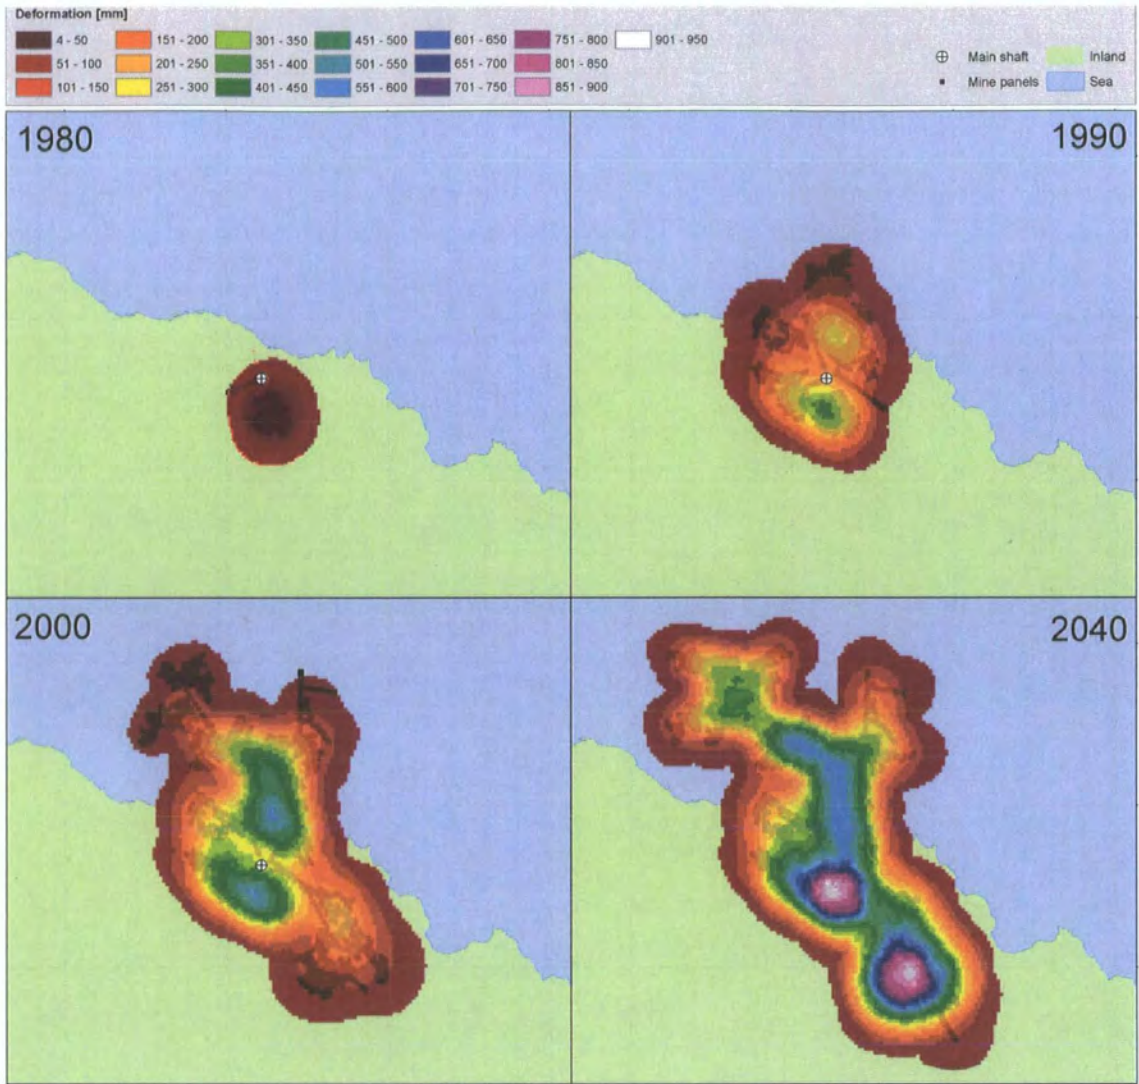 Deformation [mm]
4 - 50 151 - 200 301 - 350 451 - 500 601 - 650 751 - 800 901 - 950
51 - 100 201 - 250 351 - 400 501 - 550 651 - 700 801 - 850 Main shaft Inland
101 - 150 251 - 300 401 - 450 551 - 600 701 - 750 851 - 900 Mine panels Sea
1980 1990
2000 2040